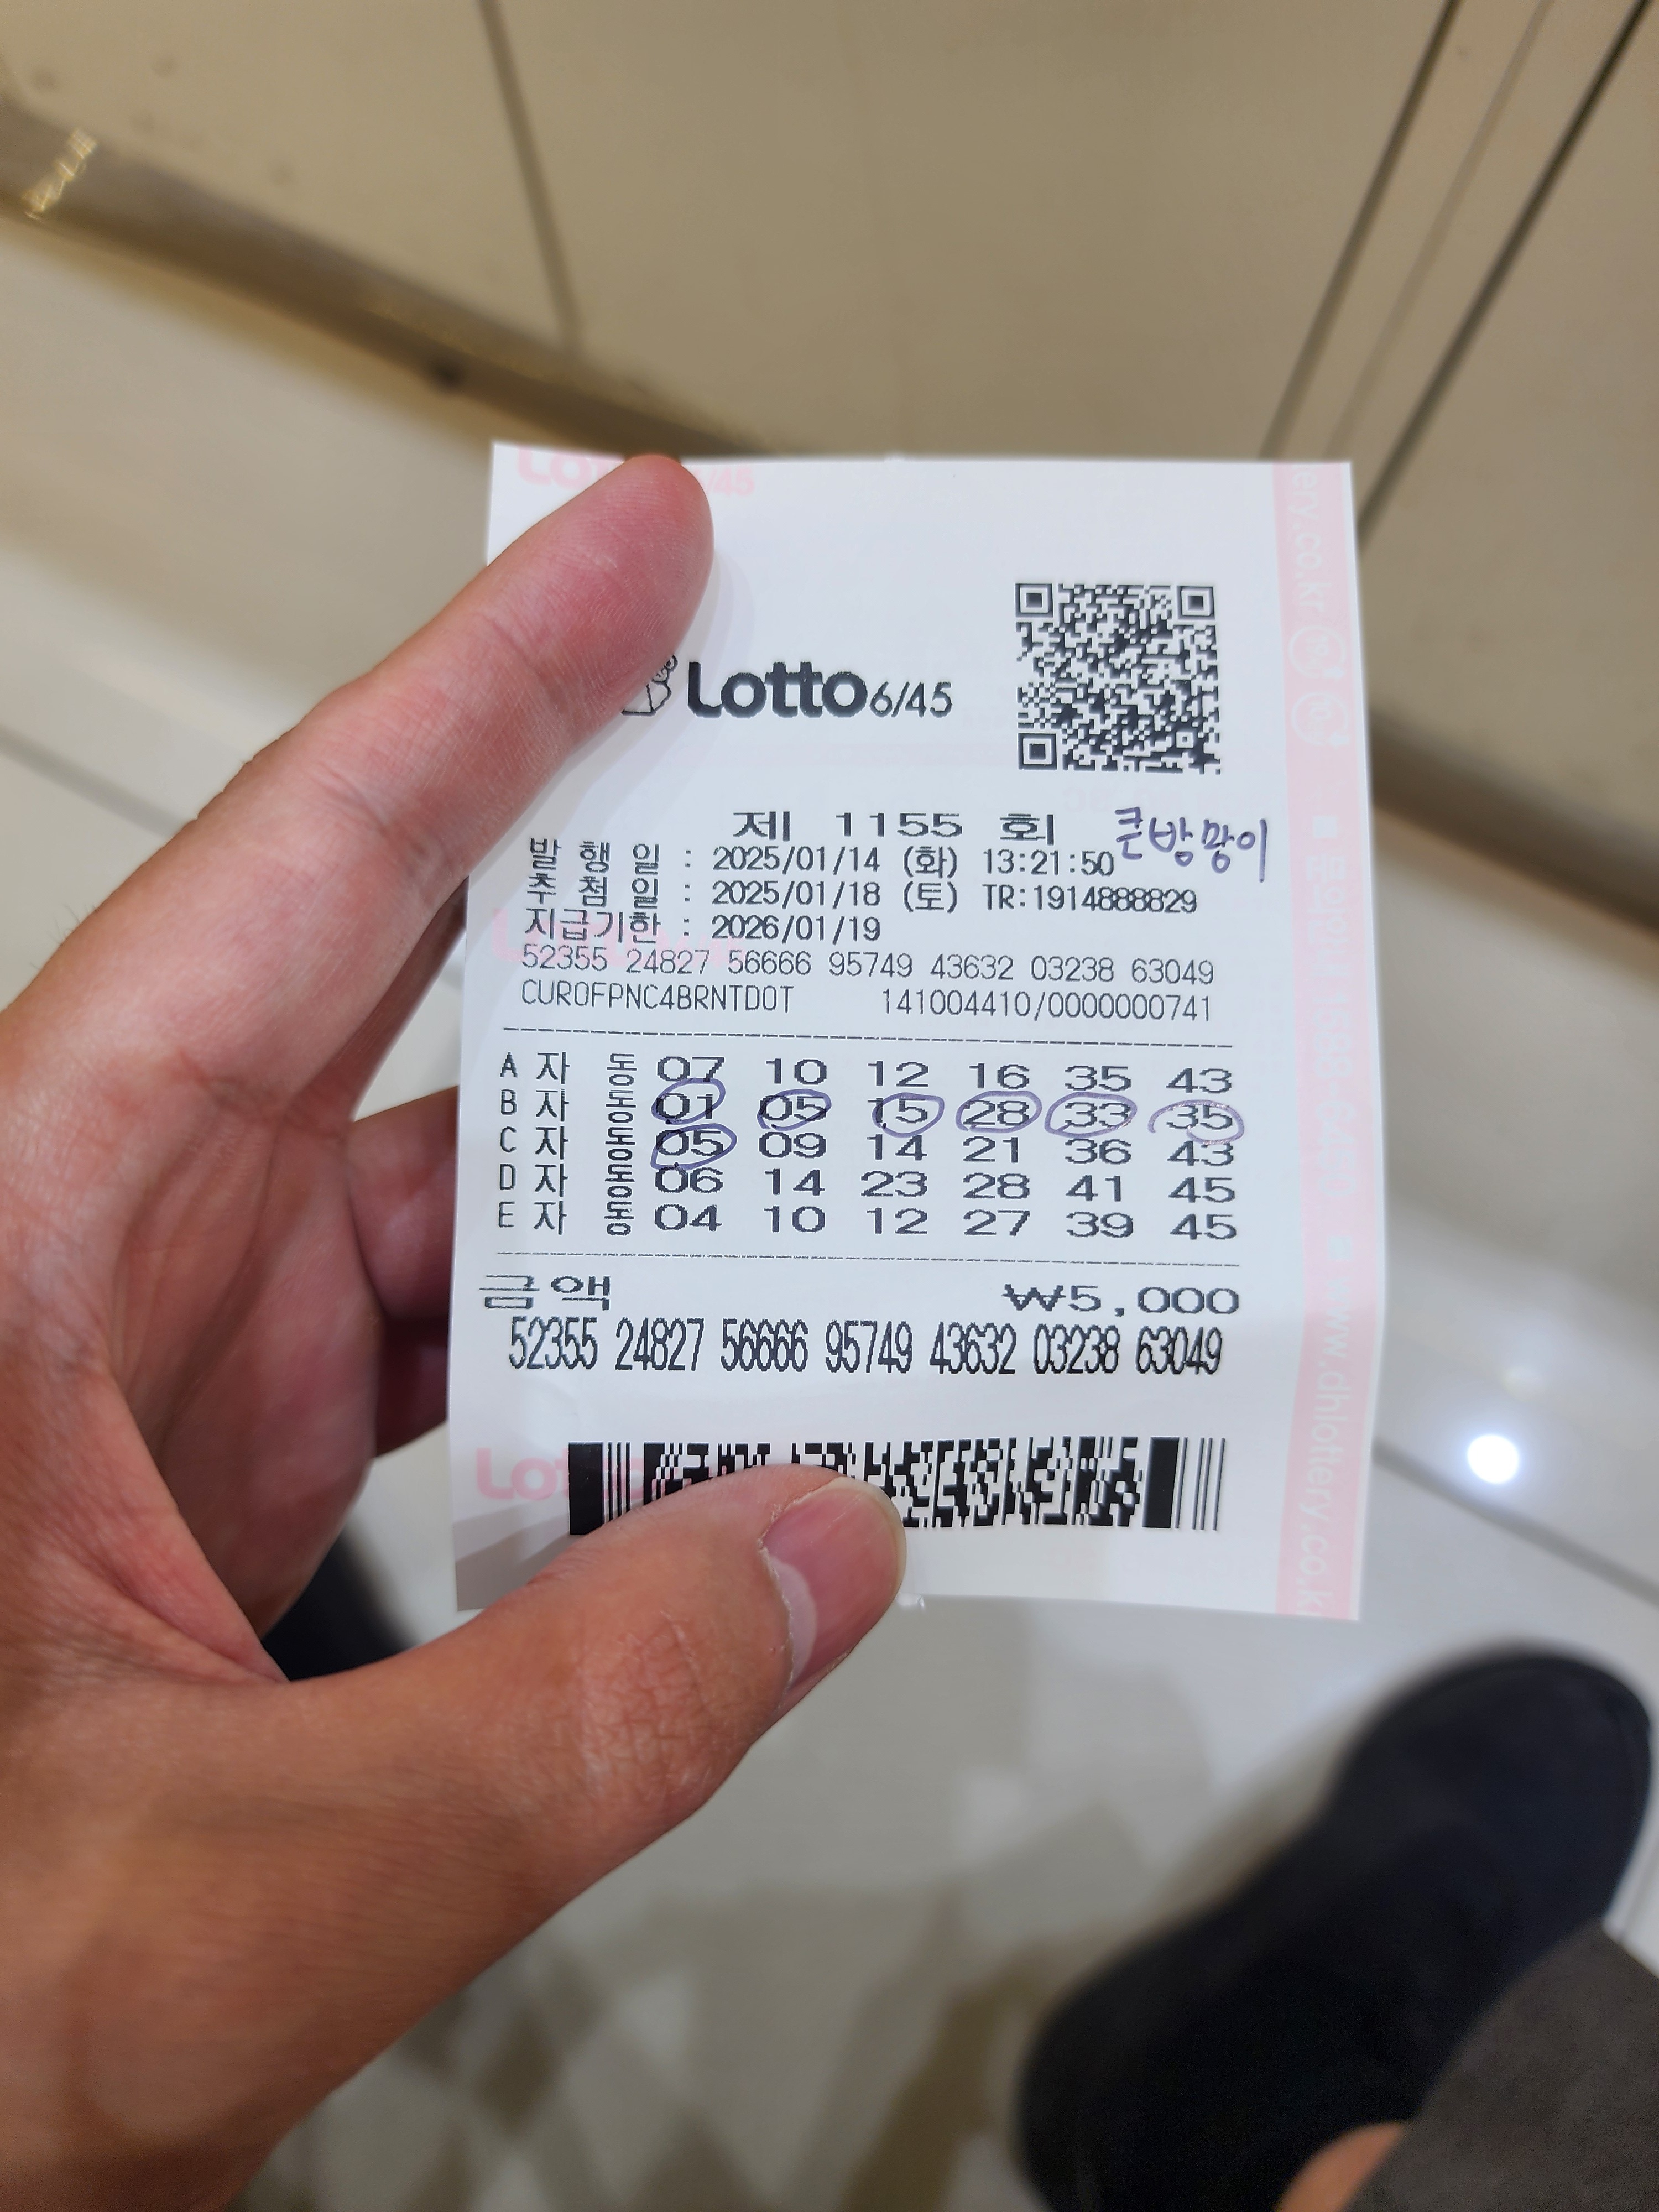 Lotto 6/45
제 1155 회 큰방망이
발 행 일 : 2025/01/14 (화) 13:21:50
추 첨 일 : 2025/01/18 (토) TR:1914888829
지급기한 : 2026/01/19
52355 24827 56666 95749 43632 03238 63049
CUROFPNC4BRNTDOT 141004410/0000000741
A 자 동 07 10 12 16 35 43
B 자 동 01 05 15 28 33 35
C 자 동 05 09 14 21 36 43
D 자 동 06 14 23 28 41 45
E 자 동 04 10 12 27 39 45
금액 ₩5,000
52355 24827 56666 95749 43632 03238 63049
ery.co.kr
www.dhlottery.co.k